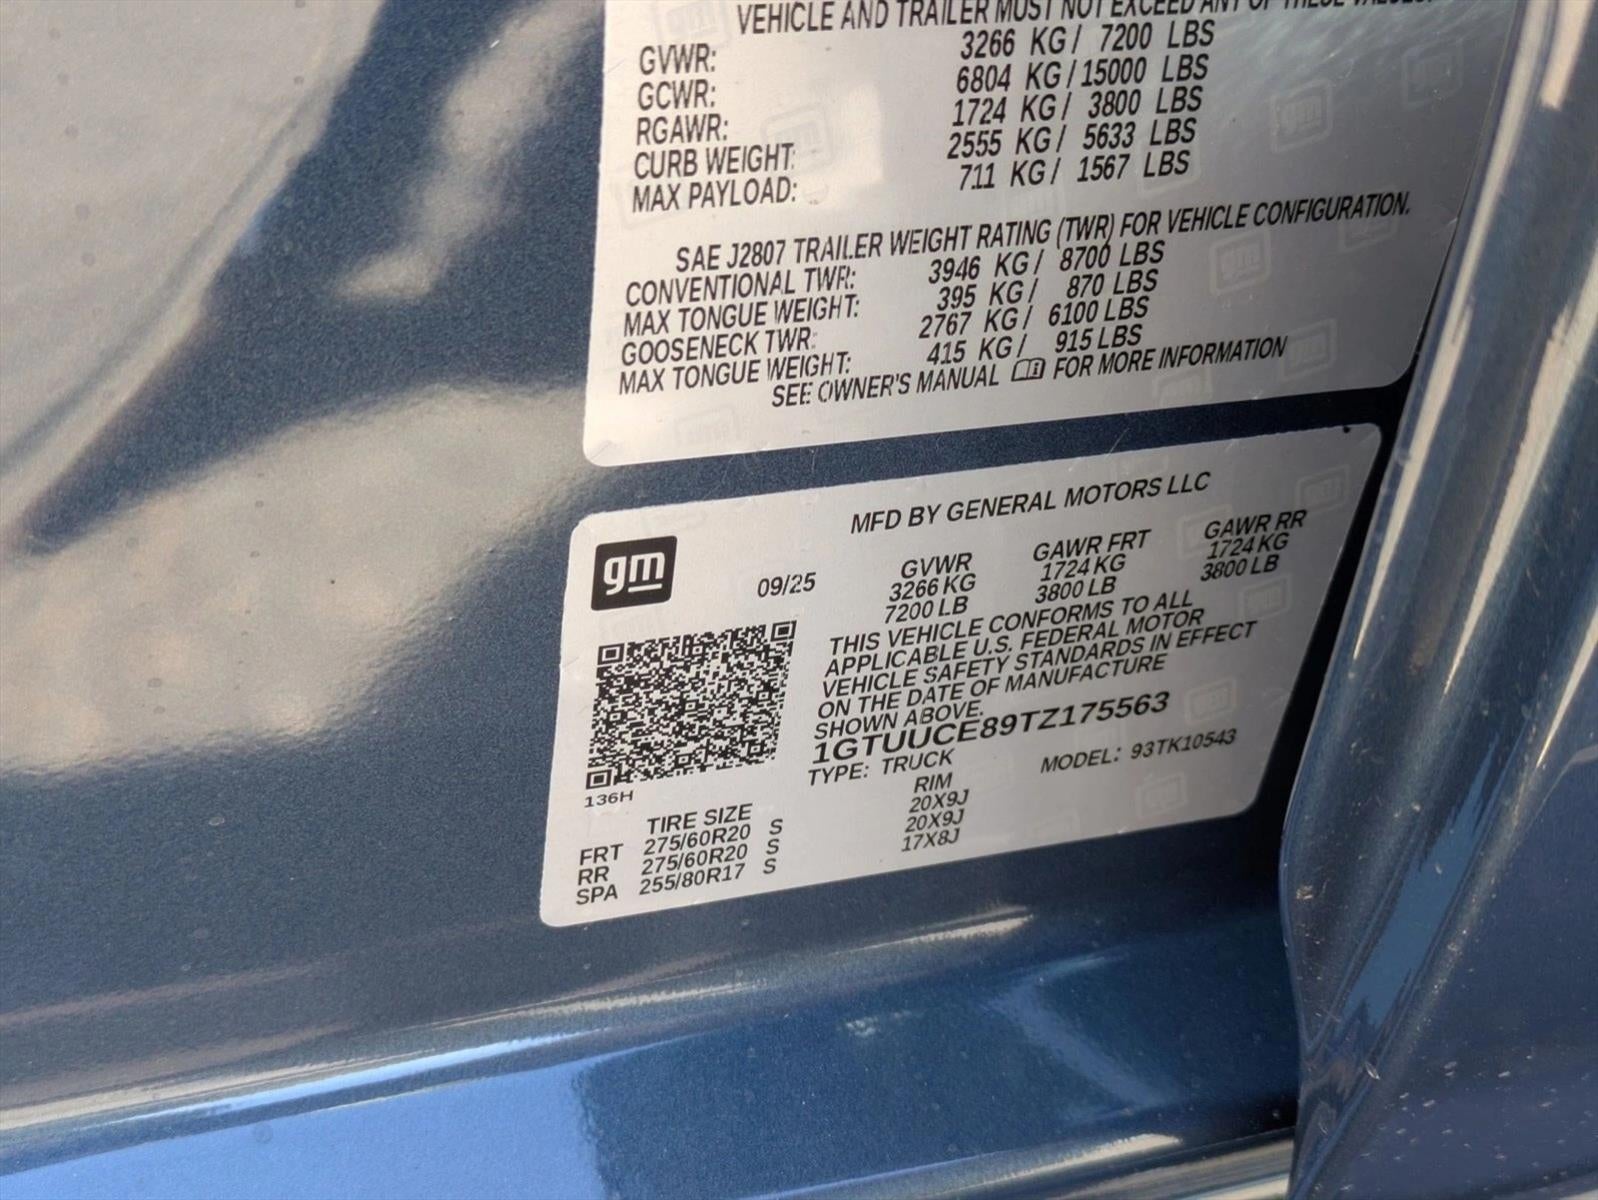 VEHICLE AND TRAILER MUST NOT EXCEED ANY OF THESE VALUES.
GVWR: 3266 KG / 7200 LBS
GCWR: 6804 KG / 15000 LBS
RGAWR: 1724 KG / 3800 LBS
CURB WEIGHT: 2555 KG / 5633 LBS
MAX PAYLOAD: 711 KG / 1567 LBS
SAE J2807 TRAILER WEIGHT RATING (TWR) FOR VEHICLE CONFIGURATION.
CONVENTIONAL TWR: 3946 KG / 8700 LBS
MAX TONGUE WEIGHT: 395 KG / 870 LBS
GOOSENECK TWR: 2767 KG / 6100 LBS
MAX TONGUE WEIGHT: 415 KG / 915 LBS
SEE OWNER'S MANUAL FOR MORE INFORMATION
MFD BY GENERAL MOTORS LLC
gm
09/25
GVWR GAWR FRT GAWR RR
3266 KG 1724 KG 1724 KG
7200 LB 3800 LB 3800 LB
THIS VEHICLE CONFORMS TO ALL
APPLICABLE U.S. FEDERAL MOTOR
VEHICLE SAFETY STANDARDS IN EFFECT
ON THE DATE OF MANUFACTURE
SHOWN ABOVE.
1GTUUCE89TZ175563
TYPE: TRUCK MODEL: 93TK10543
136H
TIRE SIZE RIM
FRT 275/60R20 S 20X9J
RR 275/60R20 S 20X9J
SPA 255/80R17 S 17X8J